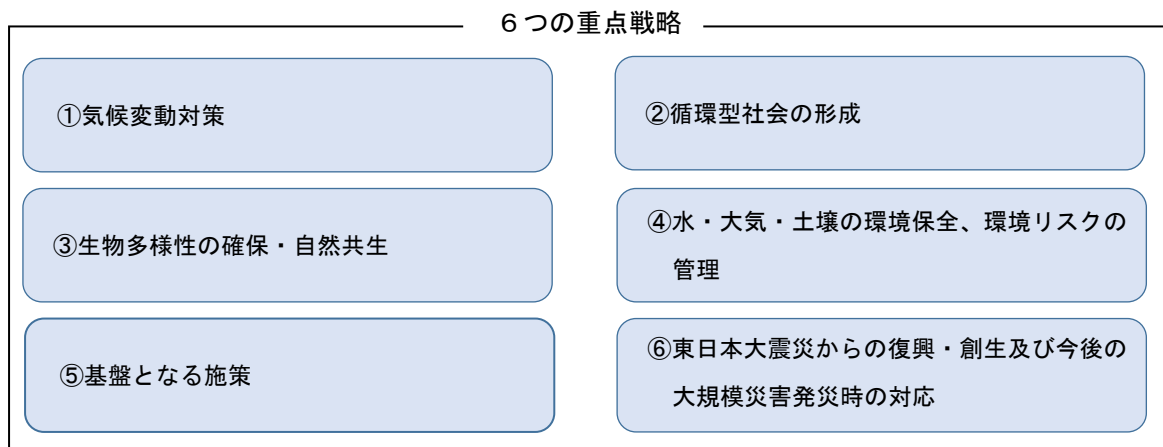 ６つの重点戦略
①気候変動対策
②循環型社会の形成
③生物多様性の確保・自然共生
④水・大気・土壌の環境保全、環境リスクの
管理
⑤基盤となる施策
⑥東日本大震災からの復興・創生及び今後の
大規模災害発災時の対応